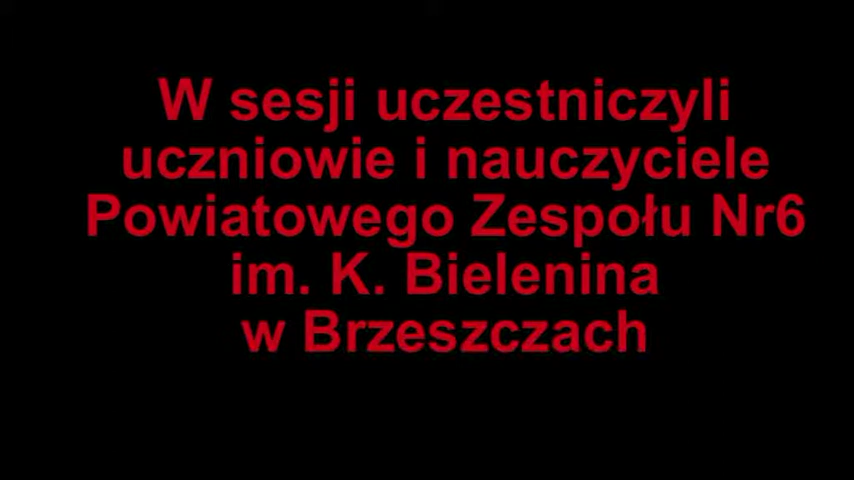 W sesji uczestniczyli
uczniowie i nauczyciele
Powiatowego Zespołu Nr6
im. K. Bielenina
w Brzeszczach